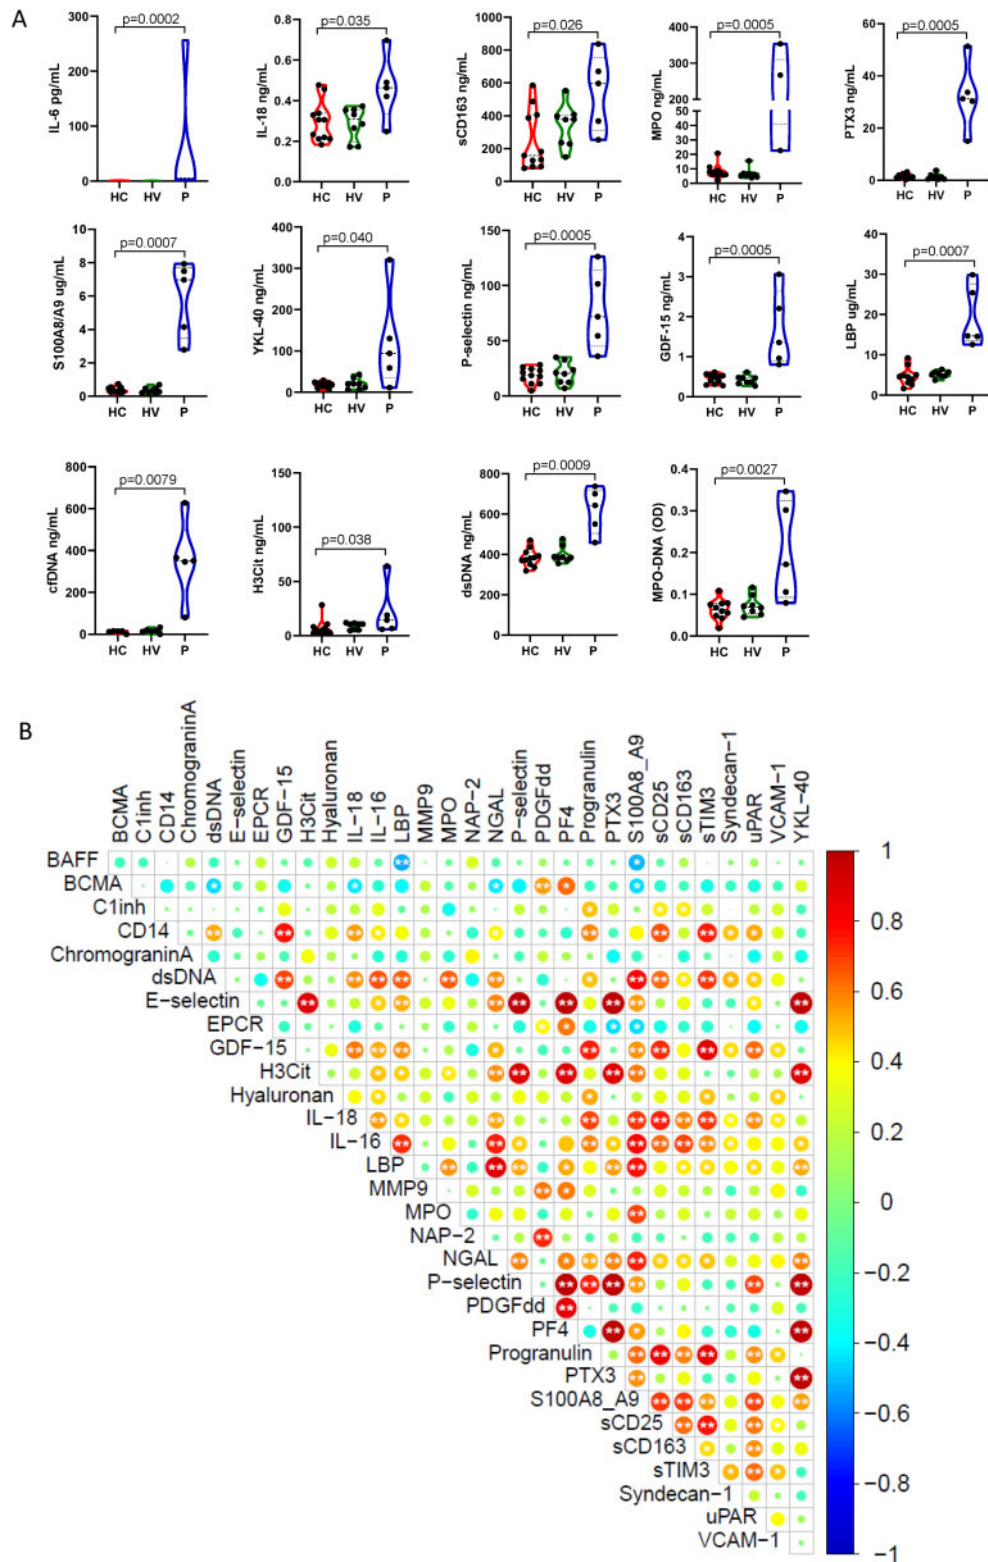 A
p=0.0002
IL-6 pg/mL
300
200
100
0
HC HV P
p=0.035
IL-18 ng/mL
0.8
0.6
0.4
0.2
0.0
HC HV P
p=0.026
sCD163 ng/mL
1000
800
600
400
200
0
HC HV P
p=0.0005
MPO ng/mL
400
300
200
100
50
40
30
20
10
0
HC HV P
p=0.0005
PTX3 ng/mL
60
40
20
0
HC HV P
p=0.0007
S100A8/A9 ug/mL
10
8
6
4
2
0
HC HV P
p=0.040
YKL-40 ng/mL
400
300
200
100
0
HC HV P
p=0.0005
P-selectin ng/mL
150
100
50
0
HC HV P
p=0.0005
GDF-15 ng/mL
4
3
2
1
0
HC HV P
p=0.0007
LBP ug/mL
40
30
20
10
0
HC HV P
p=0.0079
cfDNA ng/mL
800
600
400
200
0
HC HV P
p=0.038
H3Cit ng/mL
150
100
50
0
HC HV P
p=0.0009
dsDNA ng/mL
800
600
400
200
0
HC HV P
p=0.0027
MPO-DNA (OD)
0.4
0.3
0.2
0.1
0.0
HC HV P
B
BCMA
C1inh
CD14
ChromograninA
dsDNA
E-selectin
EPCR
GDF-15
H3Cit
Hyaluronan
IL-18
IL-16
LBP
MMP9
MPO
NAP-2
NGAL
P-selectin
PDGFdd
PF4
Progranulin
PTX3
S100A8_A9
sCD25
sCD163
sTIM3
Syndecan-1
uPAR
VCAM-1
YKL-40
BAFF
BCMA
C1inh
CD14
ChromograninA
dsDNA
E-selectin
EPCR
GDF-15
H3Cit
Hyaluronan
IL-18
IL-16
LBP
MMP9
MPO
NAP-2
NGAL
P-selectin
PDGFdd
PF4
Progranulin
PTX3
S100A8_A9
sCD25
sCD163
sTIM3
Syndecan-1
uPAR
VCAM-1
1
0.8
0.6
0.4
0.2
0
−0.2
−0.4
−0.6
−0.8
−1